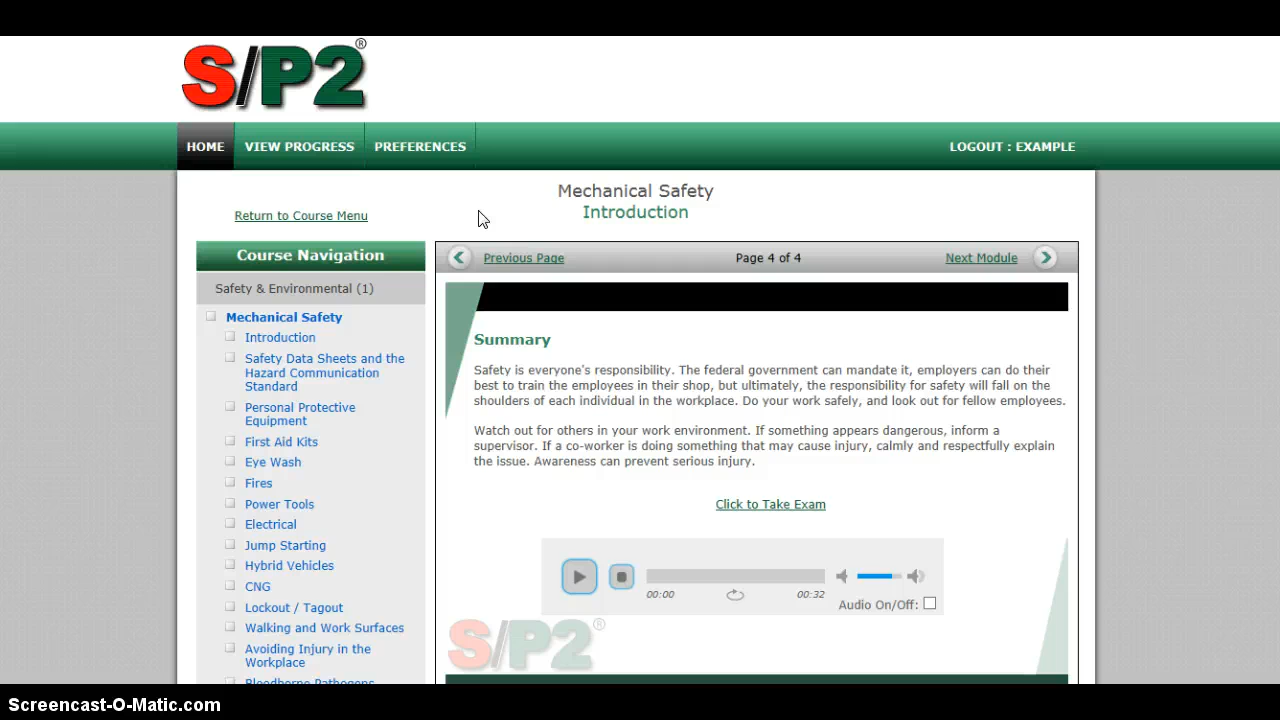 S/P2®
HOME
VIEW PROGRESS
PREFERENCES
LOGOUT : EXAMPLE
Mechanical Safety
Introduction
Return to Course Menu
Course Navigation
Safety & Environmental (1)
Mechanical Safety
Introduction
Safety Data Sheets and the
Hazard Communication
Standard
Personal Protective
Equipment
First Aid Kits
Eye Wash
Fires
Power Tools
Electrical
Jump Starting
Hybrid Vehicles
CNG
Lockout / Tagout
Walking and Work Surfaces
Avoiding Injury in the
Workplace
Bloodborne Pathogens
Previous Page
Page 4 of 4
Next Module
Summary
Safety is everyone's responsibility. The federal government can mandate it, employers can do their
best to train the employees in their shop, but ultimately, the responsibility for safety will fall on the
shoulders of each individual in the workplace. Do your work safely, and look out for fellow employees.
Watch out for others in your work environment. If something appears dangerous, inform a
supervisor. If a co-worker is doing something that may cause injury, calmly and respectfully explain
the issue. Awareness can prevent serious injury.
Click to Take Exam
00:00
00:32
Audio On/Off:
S/P2®
Screencast-O-Matic.com